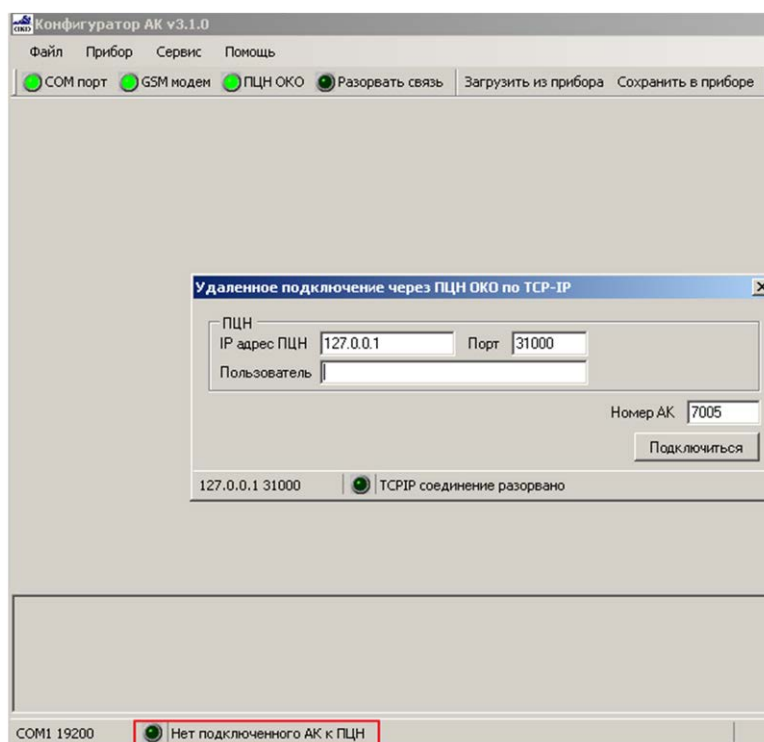 Конфигуратор АК v3.1.0
Файл Прибор Сервис Помощь
COM порт GSM модем ПЦН ОКО Разорвать связь Загрузить из прибора Сохранить в приборе
Удаленное подключение через ПЦН ОКО по TCP-IP
ПЦН
IP адрес ПЦН 127.0.0.1 Порт 31000
Пользователь
Номер АК 7005
Подключиться
127.0.0.1 31000 TCPIP соединение разорвано
COM1 19200 Нет подключенного АК к ПЦН